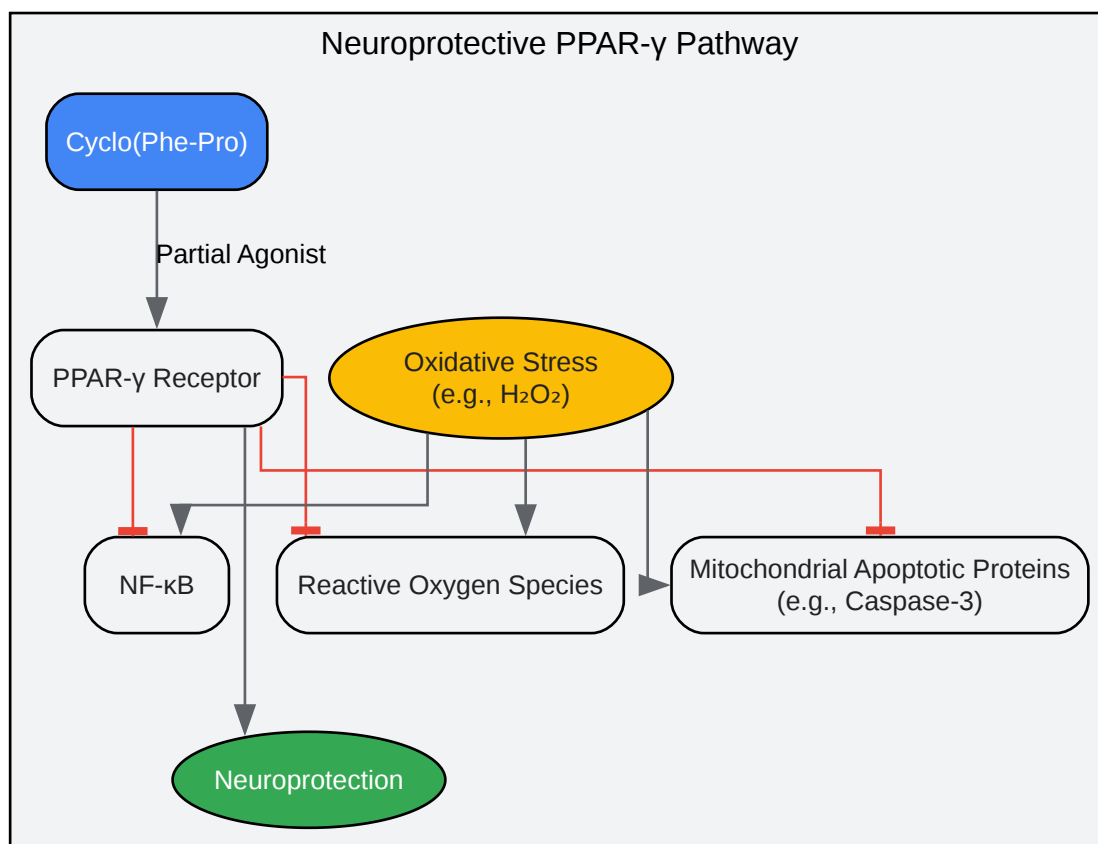 Neuroprotective PPAR-γ Pathway
Cyclo(Phe-Pro)
Partial Agonist
PPAR-γ Receptor
Oxidative Stress
(e.g., H₂O₂)
NF-κB
Reactive Oxygen Species
Mitochondrial Apoptotic Proteins
(e.g., Caspase-3)
Neuroprotection